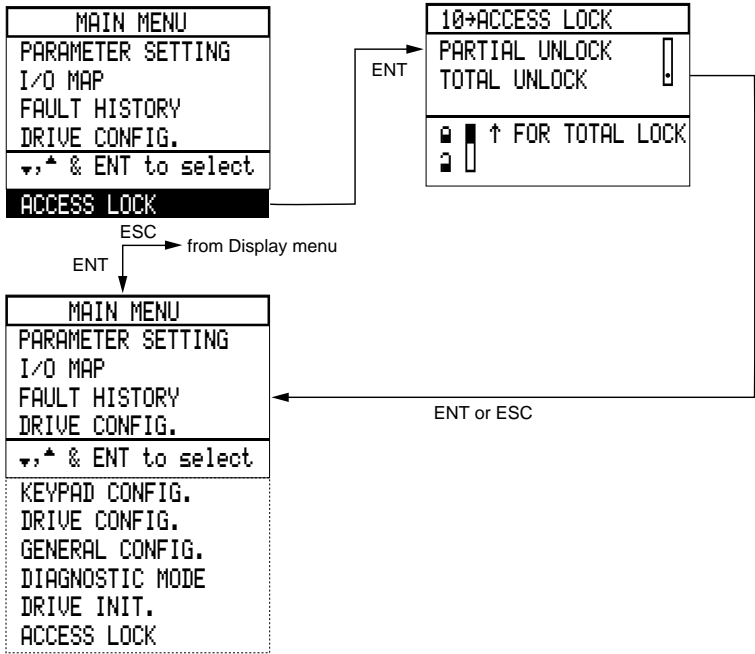 MAIN MENU
PARAMETER SETTING
I/O MAP
FAULT HISTORY
DRIVE CONFIG.
▾,▴ & ENT to select
ACCESS LOCK
ENT
10→ACCESS LOCK
PARTIAL UNLOCK
TOTAL UNLOCK
↑ FOR TOTAL LOCK
ESC
from Display menu
ENT
MAIN MENU
PARAMETER SETTING
I/O MAP
FAULT HISTORY
DRIVE CONFIG.
▾,▴ & ENT to select
KEYPAD CONFIG.
DRIVE CONFIG.
GENERAL CONFIG.
DIAGNOSTIC MODE
DRIVE INIT.
ACCESS LOCK
ENT or ESC